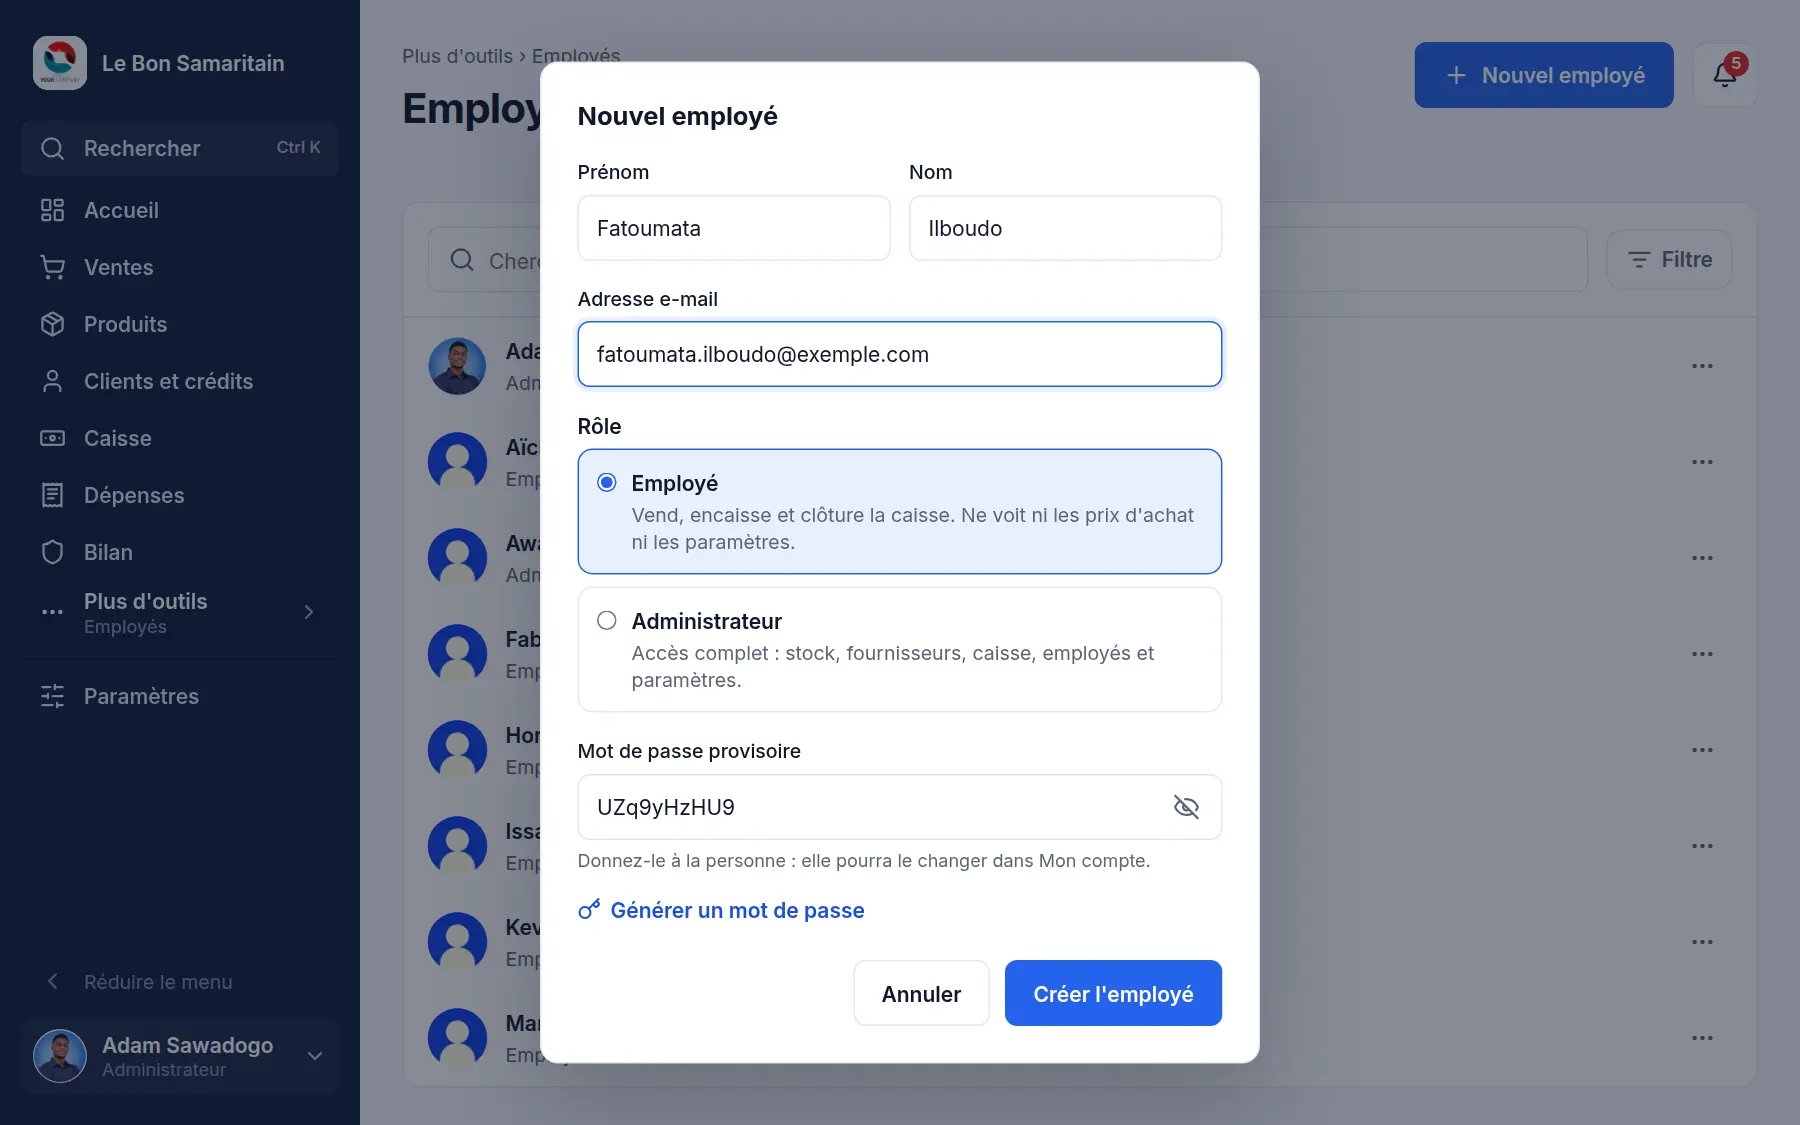 Le Bon Samaritain
Rechercher
Ctrl K
Accueil
Ventes
Produits
Clients et crédits
Caisse
Dépenses
Bilan
Plus d'outils
Employés
Paramètres
Réduire le menu
Adam Sawadogo
Administrateur
Plus d'outils › Employés
Nouvel employé
5
Filtre
Nouvel employé
Prénom
Nom
Fatoumata
Ilboudo
Adresse e-mail
fatoumata.ilboudo@exemple.com
Rôle
Employé
Vend, encaisse et clôture la caisse. Ne voit ni les prix d'achat
ni les paramètres.
Administrateur
Accès complet : stock, fournisseurs, caisse, employés et
paramètres.
Mot de passe provisoire
UZq9yHzHU9
Donnez-le à la personne : elle pourra le changer dans Mon compte.
Générer un mot de passe
Annuler
Créer l'employé